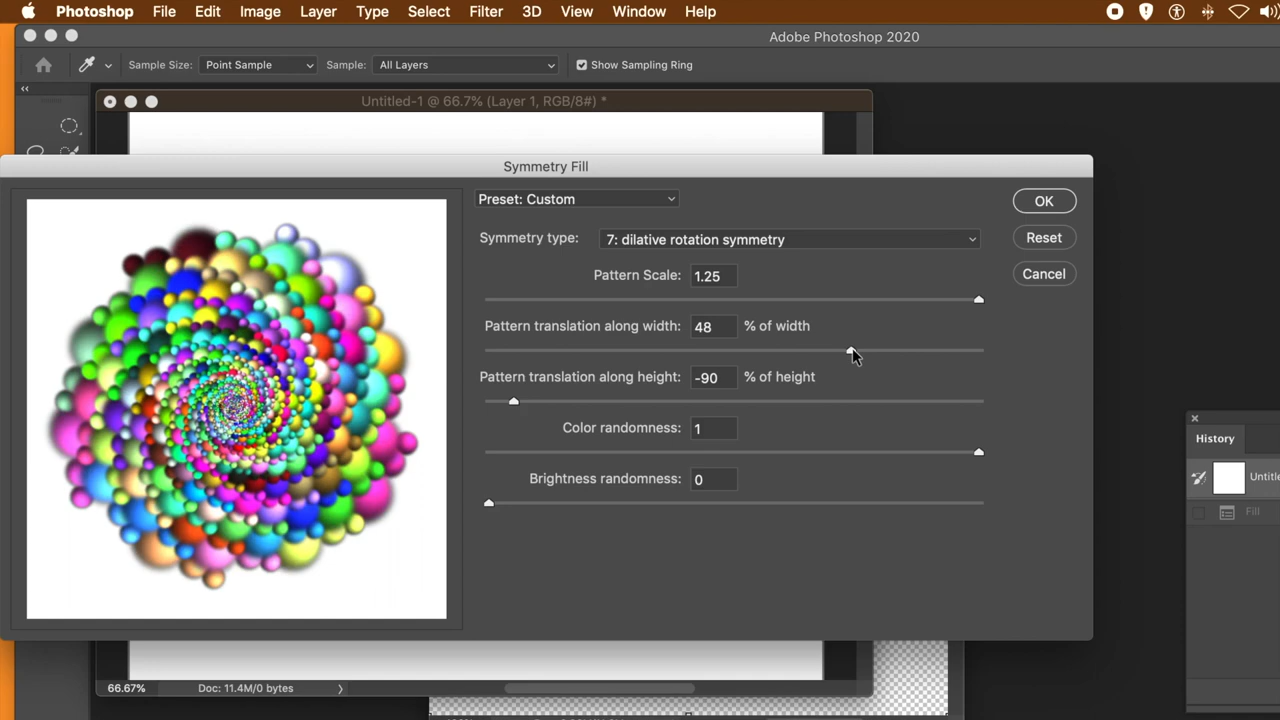 Photoshop File Edit Image Layer Type Select Filter 3D View Window Help
Adobe Photoshop 2020
Sample Size: Point Sample Sample: All Layers Show Sampling Ring
Untitled-1 @ 66.7% (Layer 1, RGB/8#) *
Symmetry Fill
Preset: Custom
OK
Symmetry type: 7: dilative rotation symmetry
Reset
Pattern Scale: 1.25
Cancel
Pattern translation along width: 48 % of width
Pattern translation along height: -90 % of height
Color randomness: 1
History
Brightness randomness: 0
Untitle
Fill
66.67% Doc: 11.4M/0 bytes